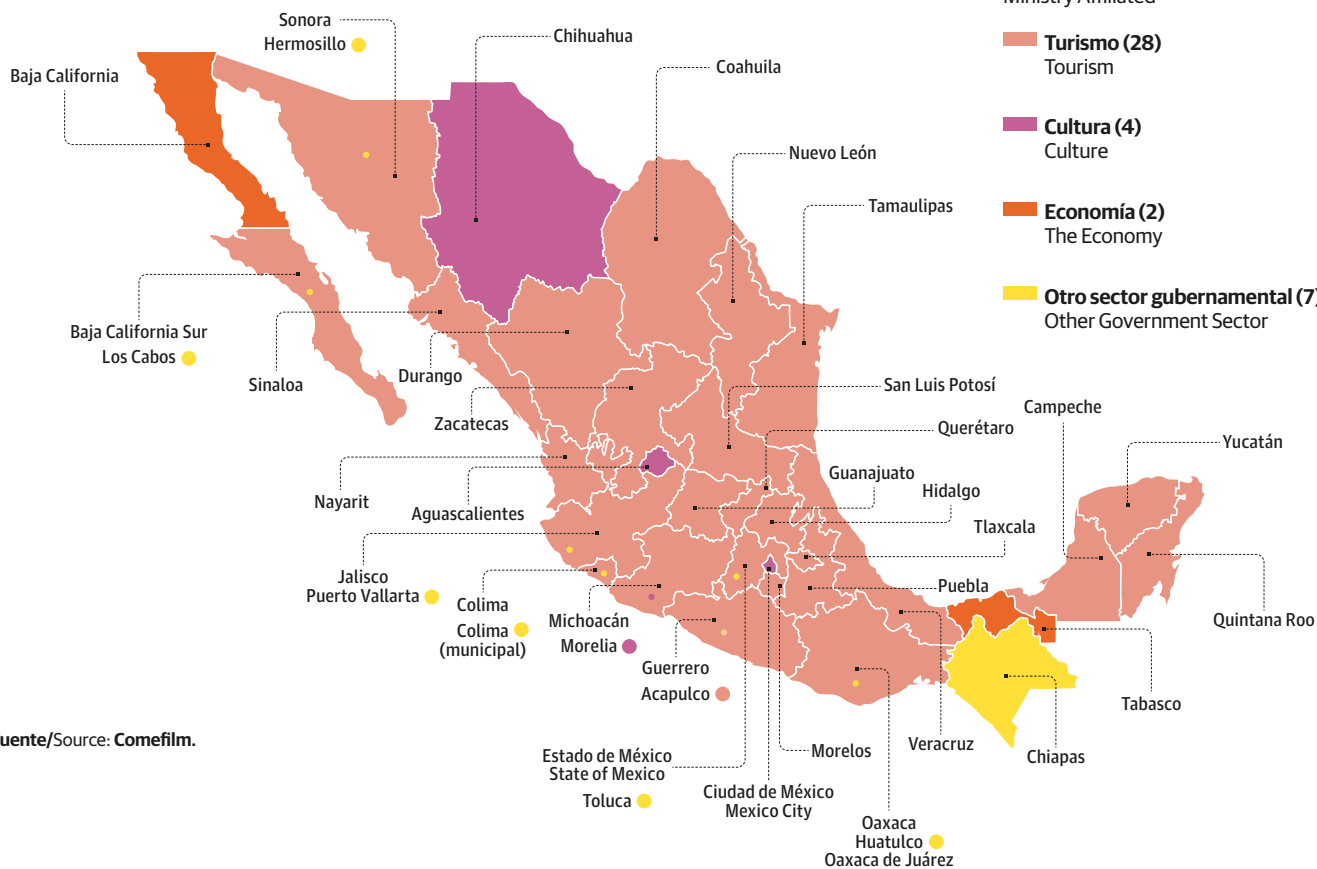 Ministry Affiliated
Turismo (28)
Tourism
Cultura (4)
Culture
Economía (2)
The Economy
Otro sector gubernamental (7)
Other Government Sector
Sonora
Hermosillo
Chihuahua
Baja California
Coahuila
Nuevo León
Tamaulipas
Baja California Sur
Los Cabos
Sinaloa
Durango
Zacatecas
San Luis Potosí
Campeche
Querétaro
Yucatán
Guanajuato
Hidalgo
Nayarit
Aguascalientes
Tlaxcala
Jalisco
Puerto Vallarta
Colima
Colima
(municipal)
Michoacán
Morelia
Puebla
Quintana Roo
Guerrero
Acapulco
Tabasco
uente/Source: Comefilm.
Estado de México
State of Mexico
Toluca
Morelos
Veracruz
Chiapas
Ciudad de México
Mexico City
Oaxaca
Huatulco
Oaxaca de Juárez